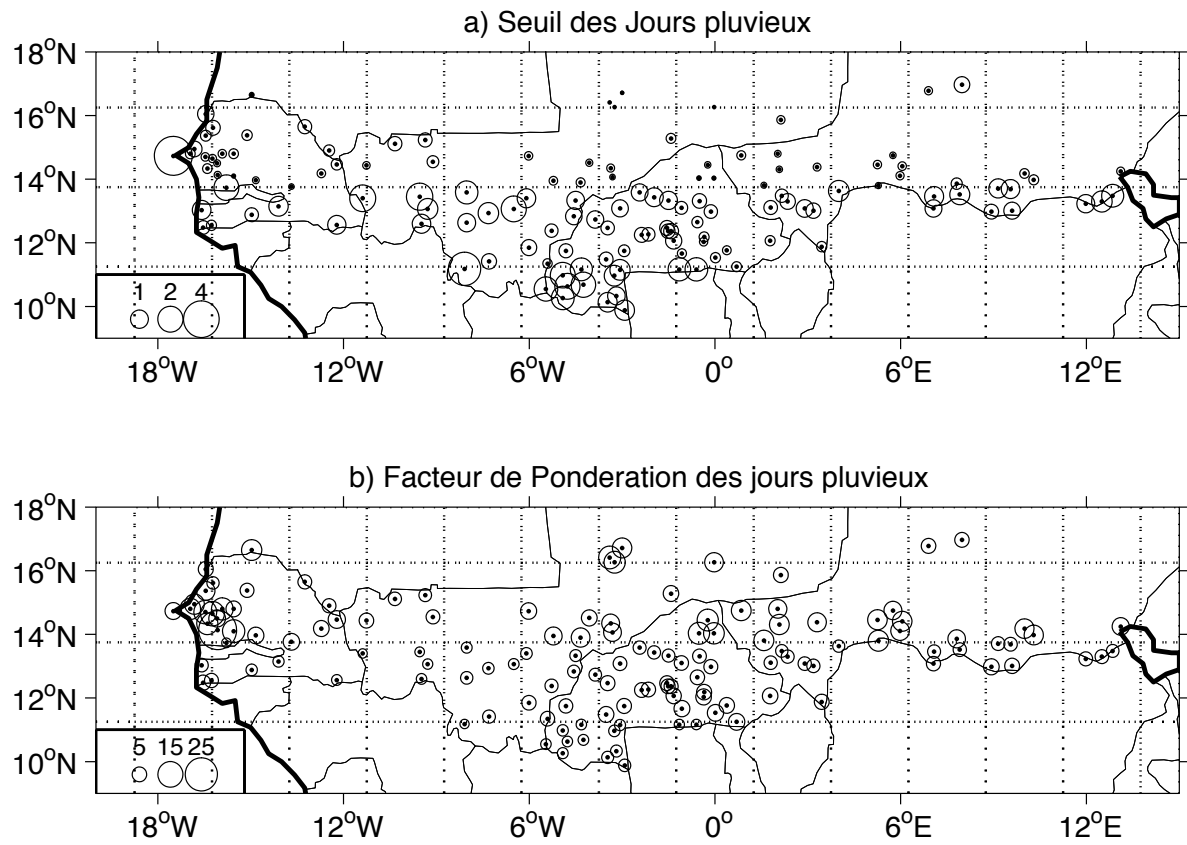 a) Seuil des Jours pluvieux
18°N
16°N
14°N
12°N
10°N
1 2 4
18°W 12°W 6°W 0° 6°E 12°E
b) Facteur de Ponderation des jours pluvieux
18°N
16°N
14°N
12°N
10°N
5 15 25
18°W 12°W 6°W 0° 6°E 12°E